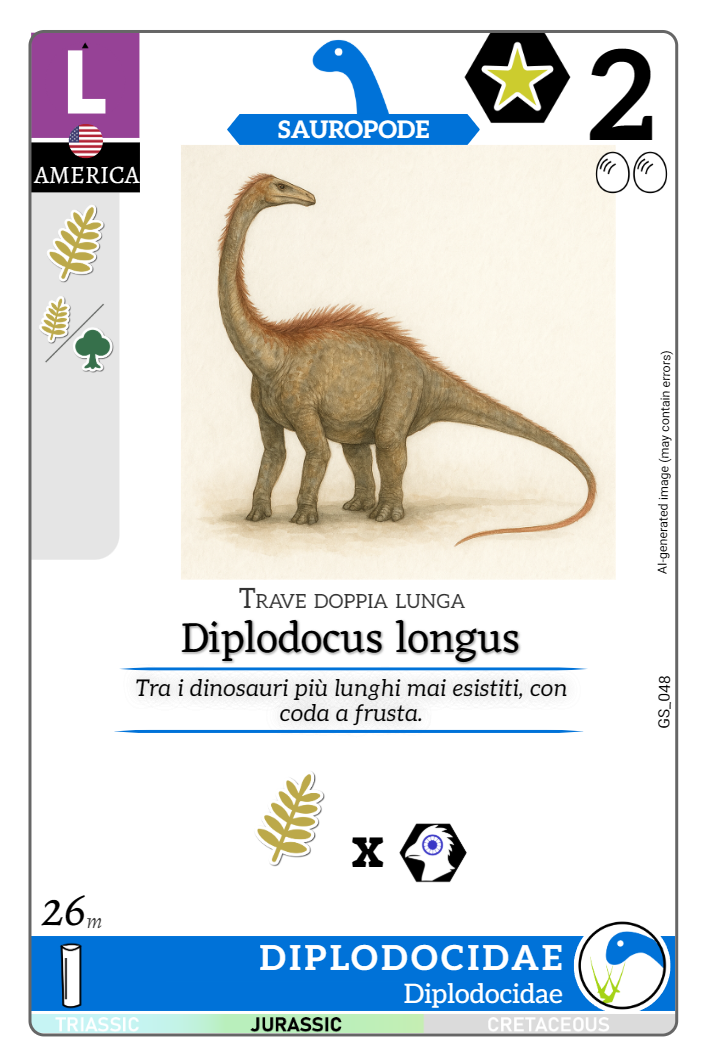 L
AMERICA
SAUROPODE
2
AI-generated image (may contain errors)
Trave doppia lunga
Diplodocus longus
Tra i dinosauri più lunghi mai esistiti, con
coda a frusta.
GS_048
x
26m
DIPLODOCIDAE
Diplodocidae
TRIASSIC JURASSIC CRETACEOUS